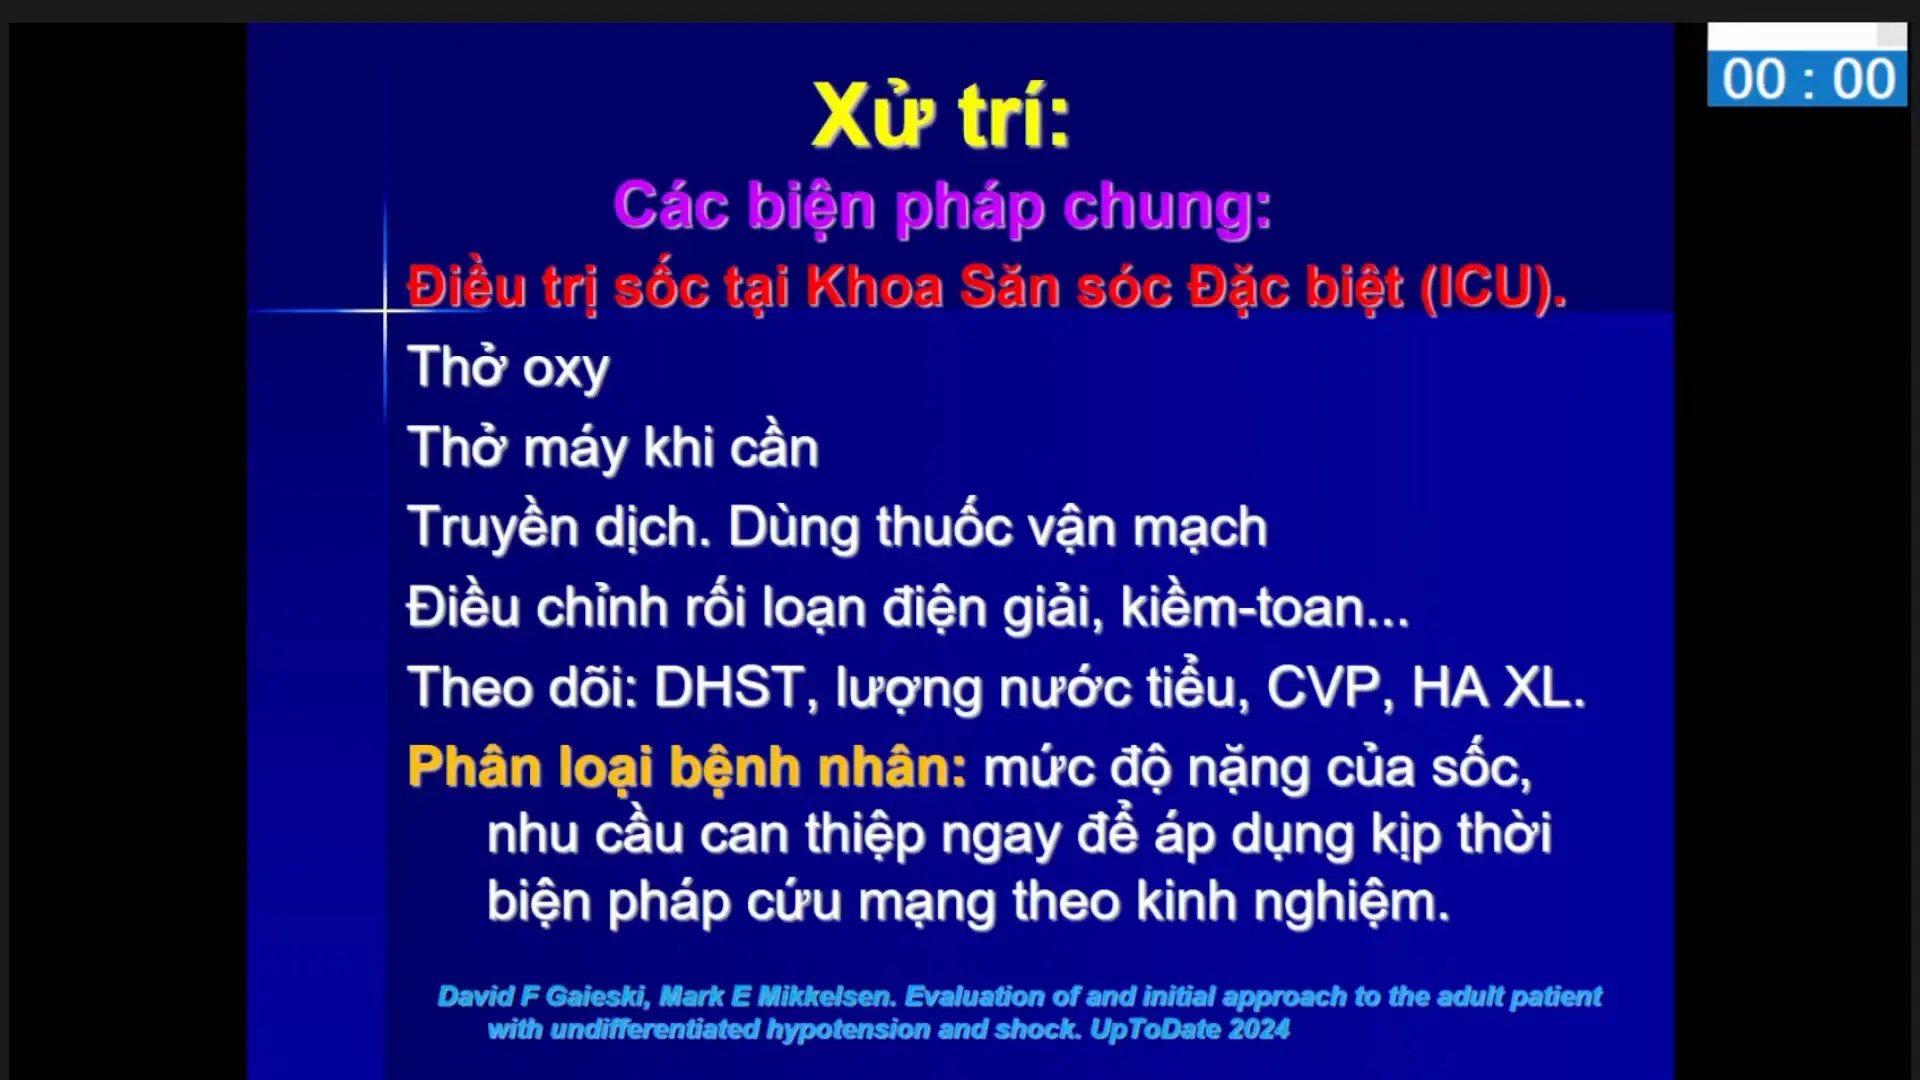 00 : 00
Xử trí:
Các biện pháp chung:
Điều trị sốc tại Khoa Săn sóc Đặc biệt (ICU).
Thở oxy
Thở máy khi cần
Truyền dịch. Dùng thuốc vận mạch
Điều chỉnh rối loạn điện giải, kiềm-toan...
Theo dõi: DHST, lượng nước tiểu, CVP, HA XL.
Phân loại bệnh nhân: mức độ nặng của sốc,
nhu cầu can thiệp ngay để áp dụng kịp thời
biện pháp cứu mạng theo kinh nghiệm.
David F Gaieski, Mark E Mikkelsen. Evaluation of and initial approach to the adult patient
with undifferentiated hypotension and shock. UpToDate 2024